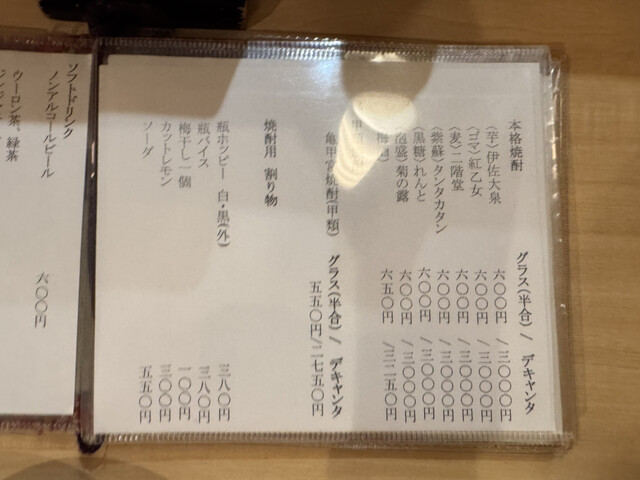 本格焼酎 グラス(半合) / デキャンタ
〈芋〉伊佐大泉 六〇〇円 /三〇〇〇円
〈ゴマ〉紅乙女 六〇〇円 /三〇〇〇円
〈麦〉二階堂 六〇〇円 /三〇〇〇円
〈紫蘇〉タンタカタン 六〇〇円 /三〇〇〇円
〈黒糖〉れんと 六〇〇円 /三〇〇〇円
泡盛〉菊の露 六〇〇円 /三〇〇〇円
六五〇円 /三二五〇円
グラス(半合) / デキャンタ
亀甲宮焼酎(甲類) 五五〇円/二七五〇円
焼酎用 割り物
瓶ホッピー 白・黒(外) 三八〇円
瓶バイス 三八〇円
梅干し一個 一〇〇円
カットレモン 三〇〇円
ソーダ 五五〇円
ソフトドリンク
ノンアルコールビール 六〇〇円
ウーロン茶、緑茶